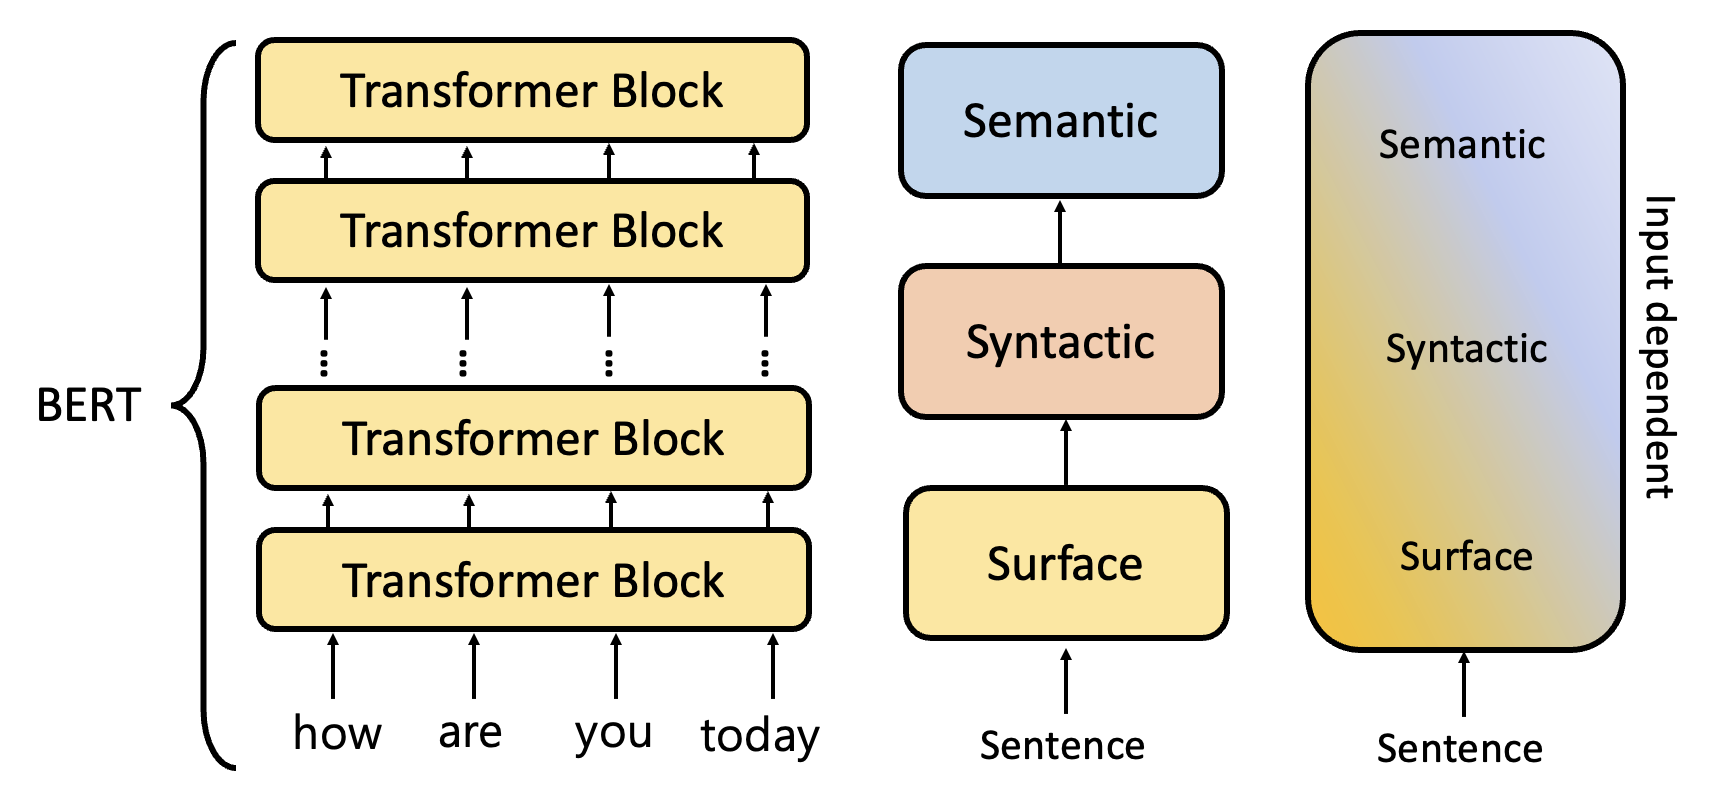 BERT
Transformer Block
Transformer Block
Transformer Block
Transformer Block
how are you today
Semantic
Syntactic
Surface
Sentence
Semantic
Syntactic
Surface
Sentence
Input dependent